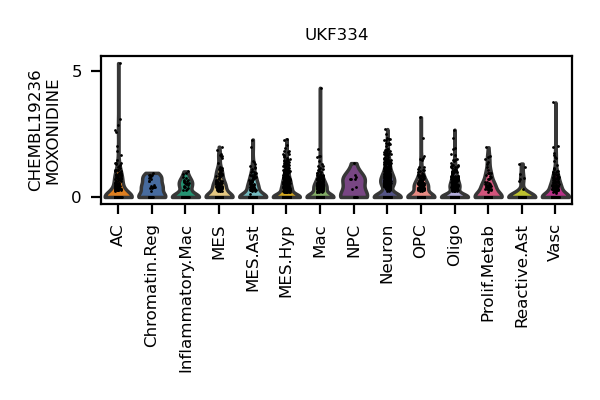 UKF334
CHEMBL19236
MOXONIDINE
5
0
AC
Chromatin.Reg
Inflammatory.Mac
MES
MES.Ast
MES.Hyp
Mac
NPC
Neuron
OPC
Oligo
Prolif.Metab
Reactive.Ast
Vasc